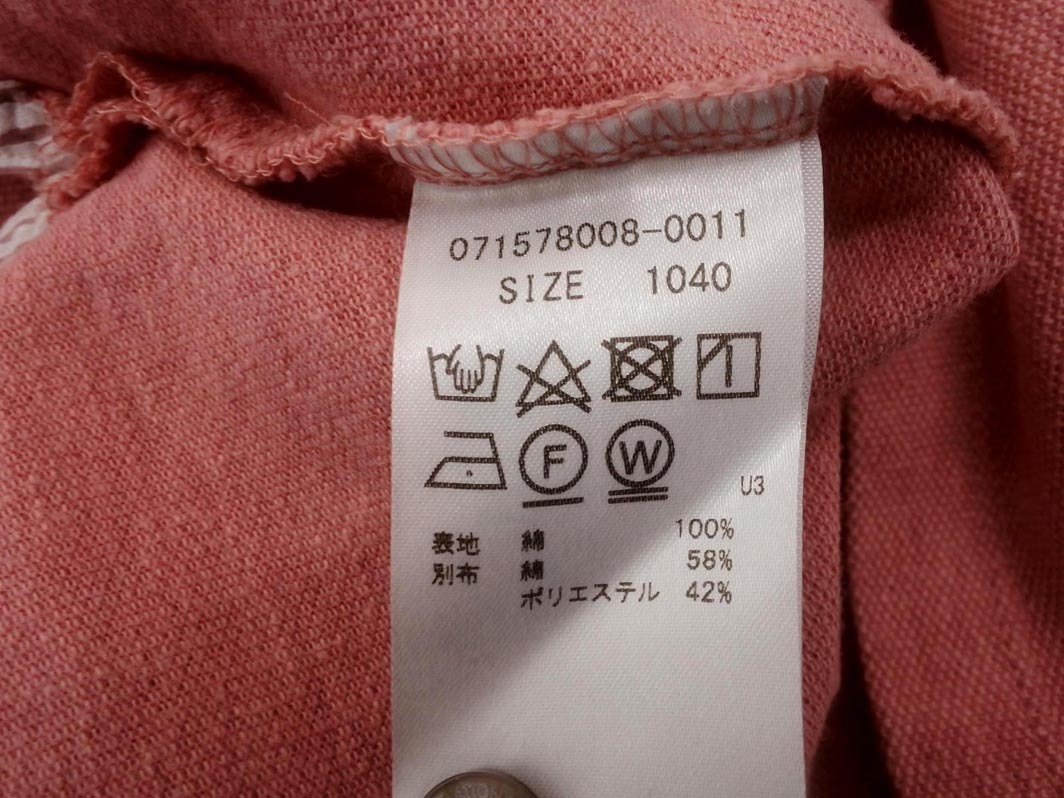 071578008-0011
SIZE 1040
F W
U3
表地 綿 100%
別布 綿 58%
ポリエステル 42%